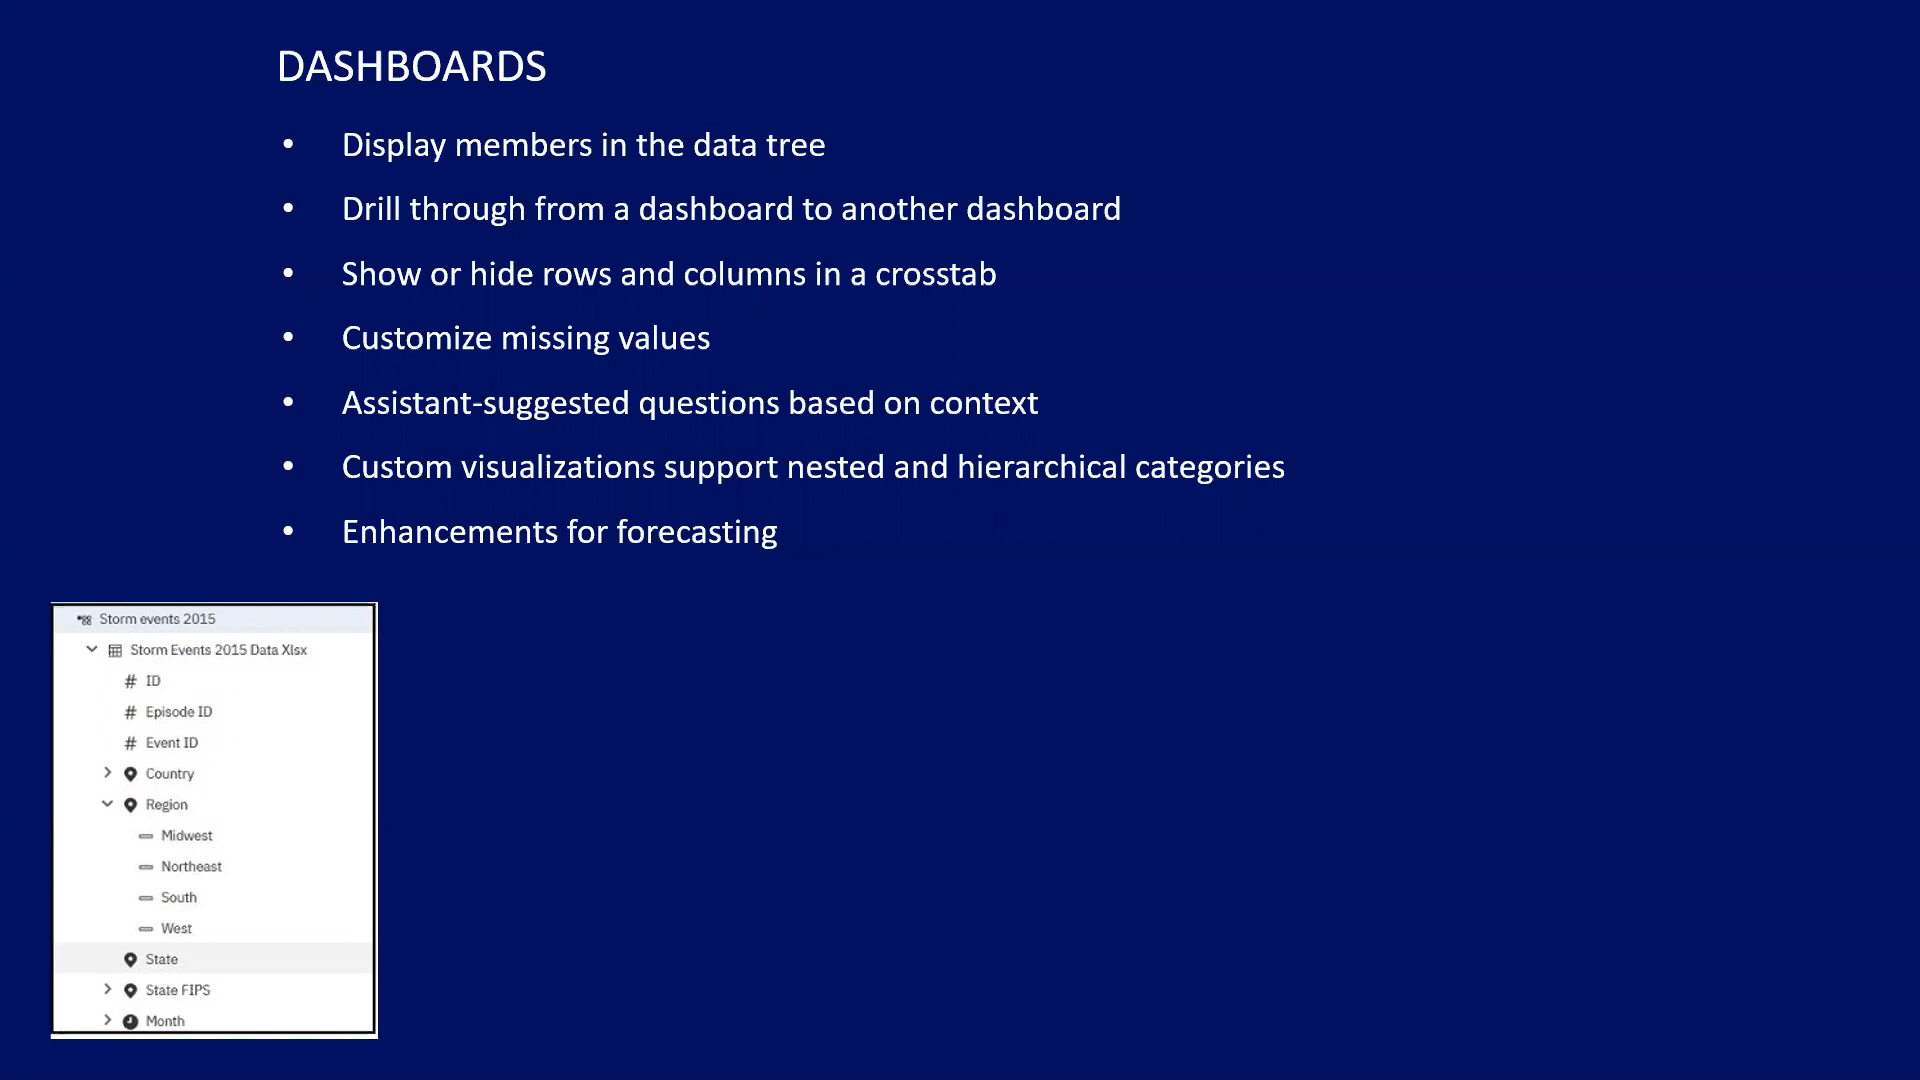 DASHBOARDS
• Display members in the data tree
• Drill through from a dashboard to another dashboard
• Show or hide rows and columns in a crosstab
• Customize missing values
• Assistant-suggested questions based on context
• Custom visualizations support nested and hierarchical categories
• Enhancements for forecasting
Storm events 2015
Storm Events 2015 Data Xlsx
# ID
# Episode ID
# Event ID
Country
Region
Midwest
Northeast
South
West
State
State FIPS
Month